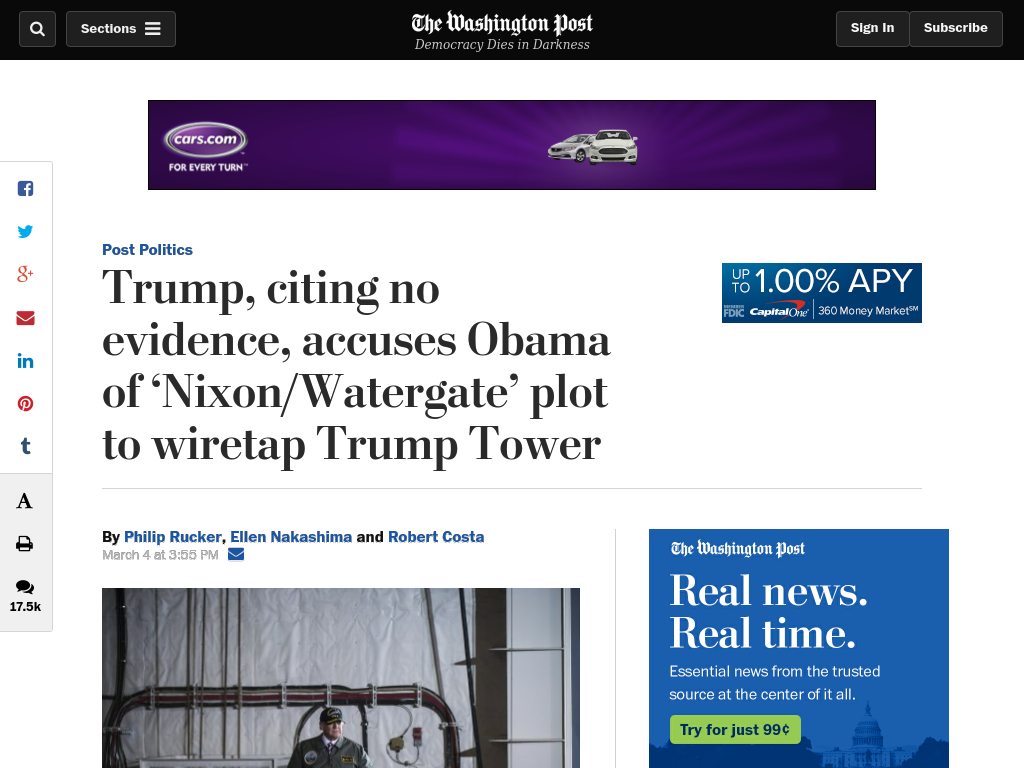 Sections
The Washington Post
Democracy Dies in Darkness
Sign In
Subscribe
cars.com
FOR EVERY TURN™
Post Politics
Trump, citing no
evidence, accuses Obama
of ‘Nixon/Watergate’ plot
to wiretap Trump Tower
UP TO 1.00% APY
MEMBER FDIC
CapitalOne®
360 Money Market℠
g+
in
t
A
17.5k
By Philip Rucker, Ellen Nakashima and Robert Costa
March 4 at 3:55 PM
The Washington Post
Real news.
Real time.
Essential news from the trusted
source at the center of it all.
Try for just 99¢